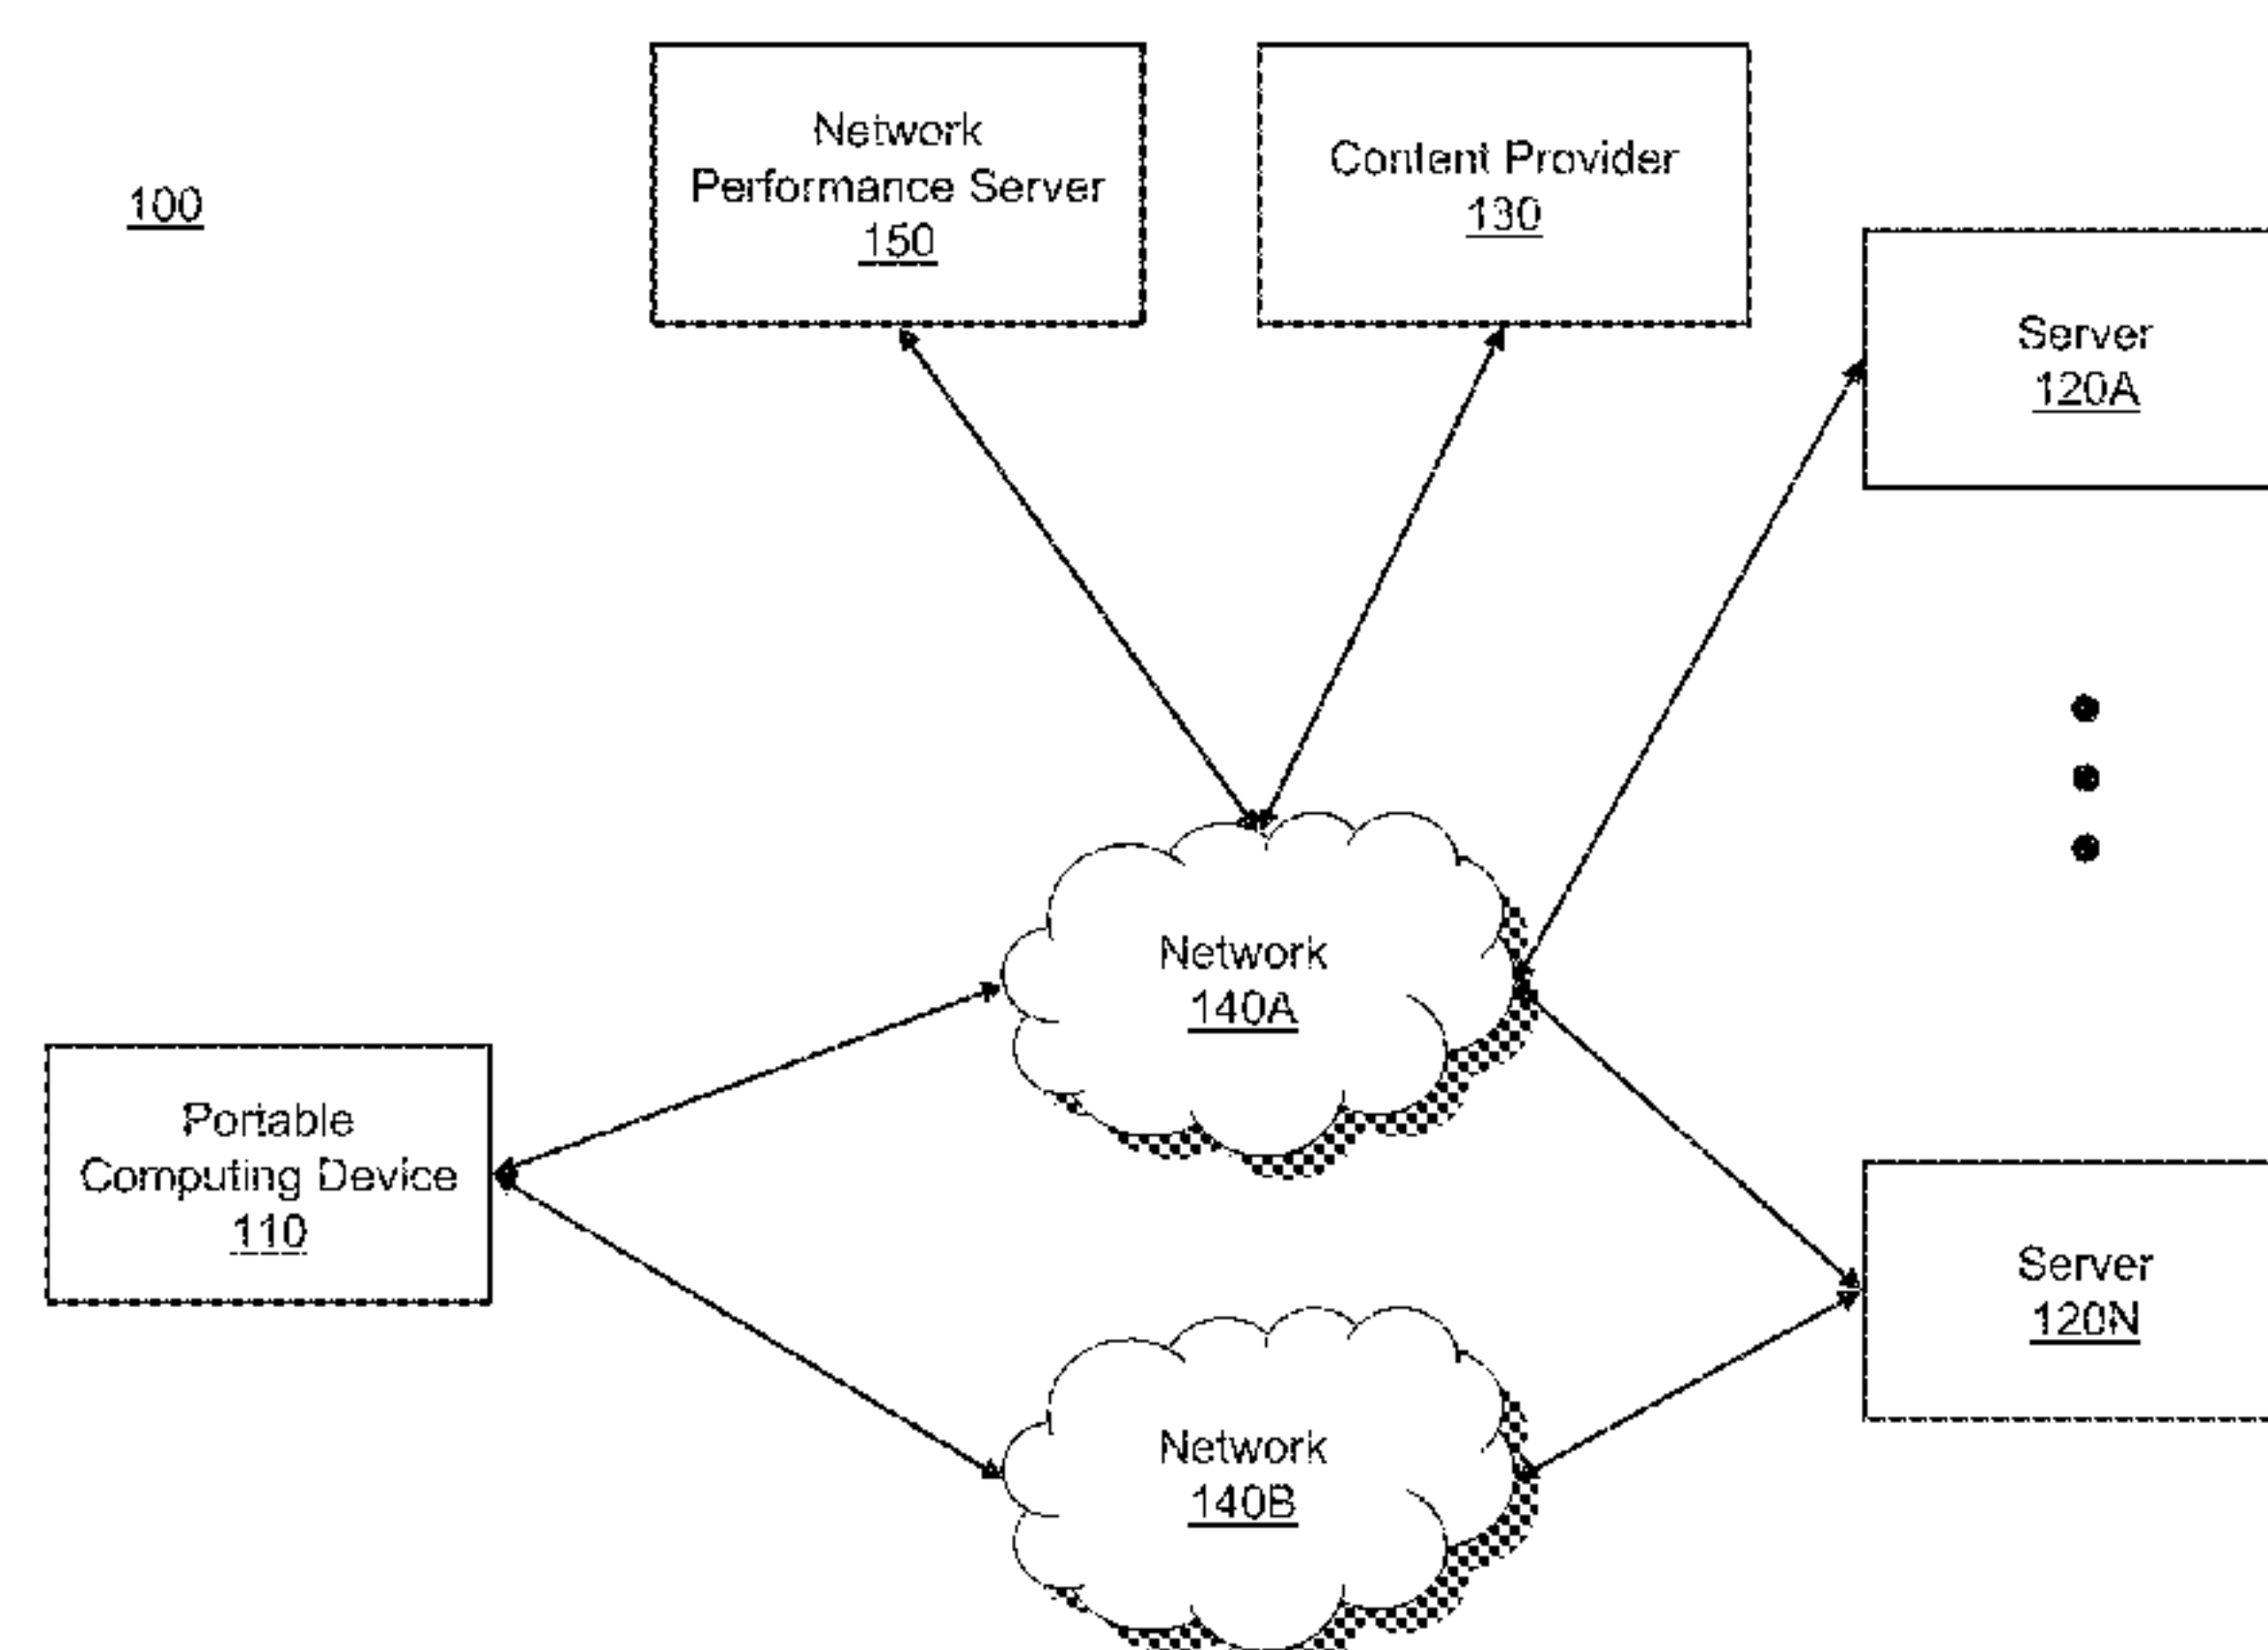 100
Network
Performance Server
150
Content Provider
130
Server
120A
Network
140A
Portable
Computing Device
110
Server
120N
Network
140B